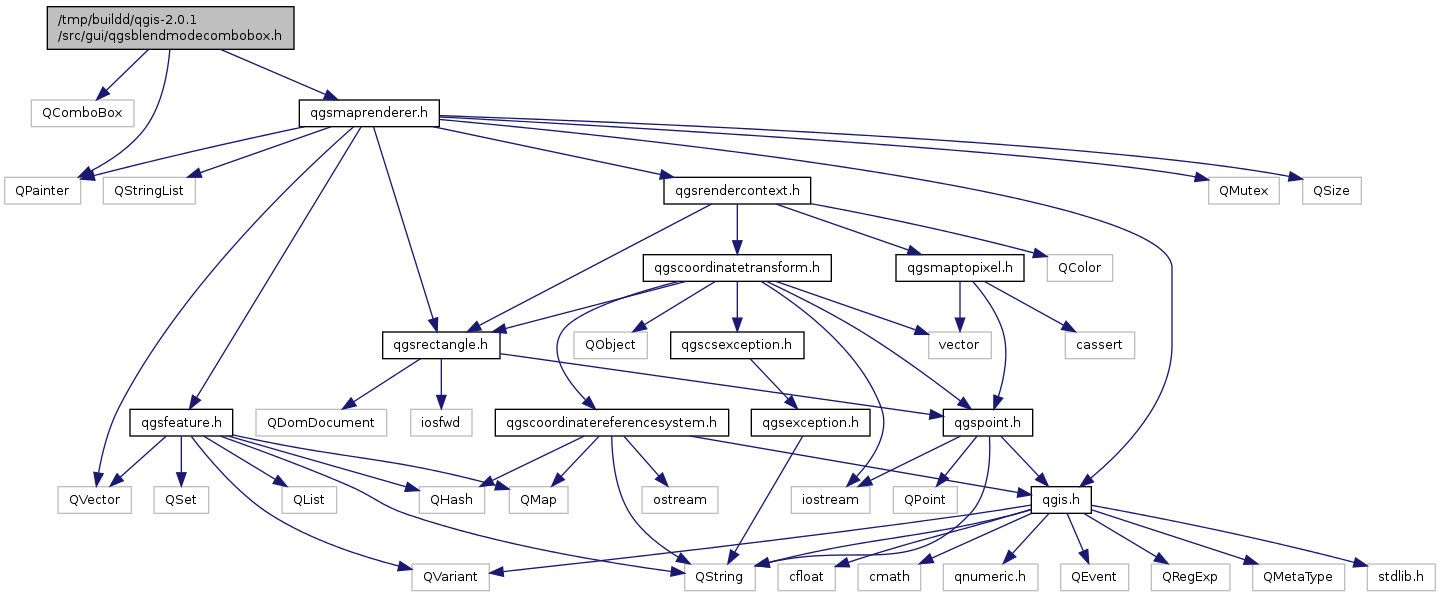 /tmp/buildd/qgis-2.0.1
/src/gui/qgsblendmodecombobox.h
QComboBox
qgsmaprenderer.h
QPainter
QStringList
qgsrendercontext.h
QMutex
QSize
qgscoordinatetransform.h
qgsmaptopixel.h
QColor
qgsrectangle.h
QObject
qgscsexception.h
vector
cassert
qgsfeature.h
QDomDocument
iosfwd
qgscoordinatereferencesystem.h
qgsexception.h
qgspoint.h
QVector
QSet
QList
QHash
QMap
ostream
iostream
QPoint
qgis.h
QVariant
QString
cfloat
cmath
qnumeric.h
QEvent
QRegExp
QMetaType
stdlib.h